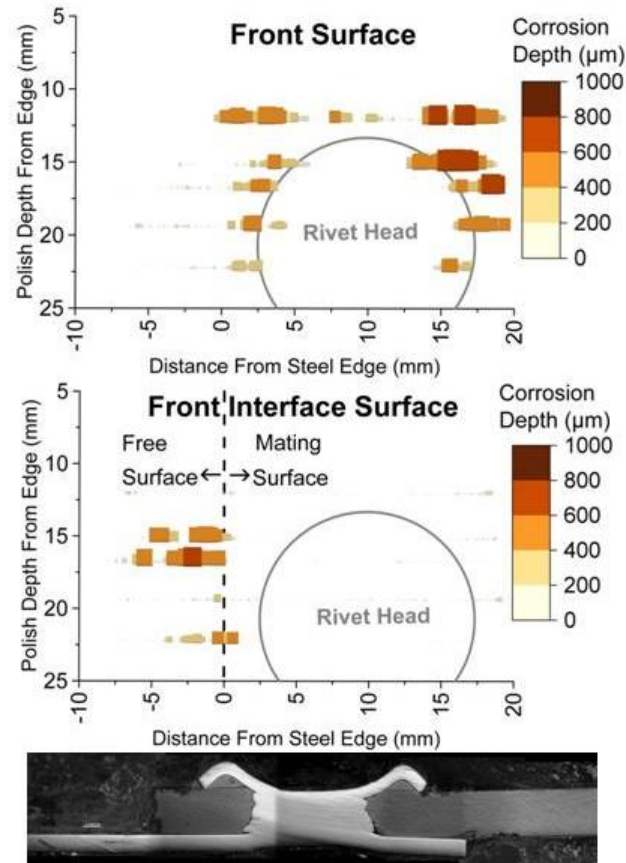 Front Surface
Corrosion
Depth (µm)
Polish Depth From Edge (mm)
5
10
15
20
25
1000
800
600
400
200
0
Rivet Head
-10
-5
0
5
10
15
20
Distance From Steel Edge (mm)
Front Interface Surface
Corrosion
Depth (µm)
Free
Surface
Mating
Surface
Polish Depth From Edge (mm)
5
10
15
20
25
1000
800
600
400
200
0
Rivet Head
-10
-5
0
5
10
15
20
Distance From Steel Edge (mm)